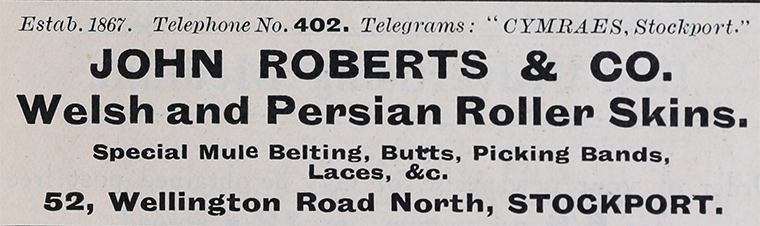 Estab. 1867. Telephone No. 402. Telegrams: "CYMRAES, Stockport."
JOHN ROBERTS & CO.
Welsh and Persian Roller Skins.
Special Mule Belting, Butts, Picking Bands,
Laces, &c.
52, Wellington Road North, STOCKPORT.